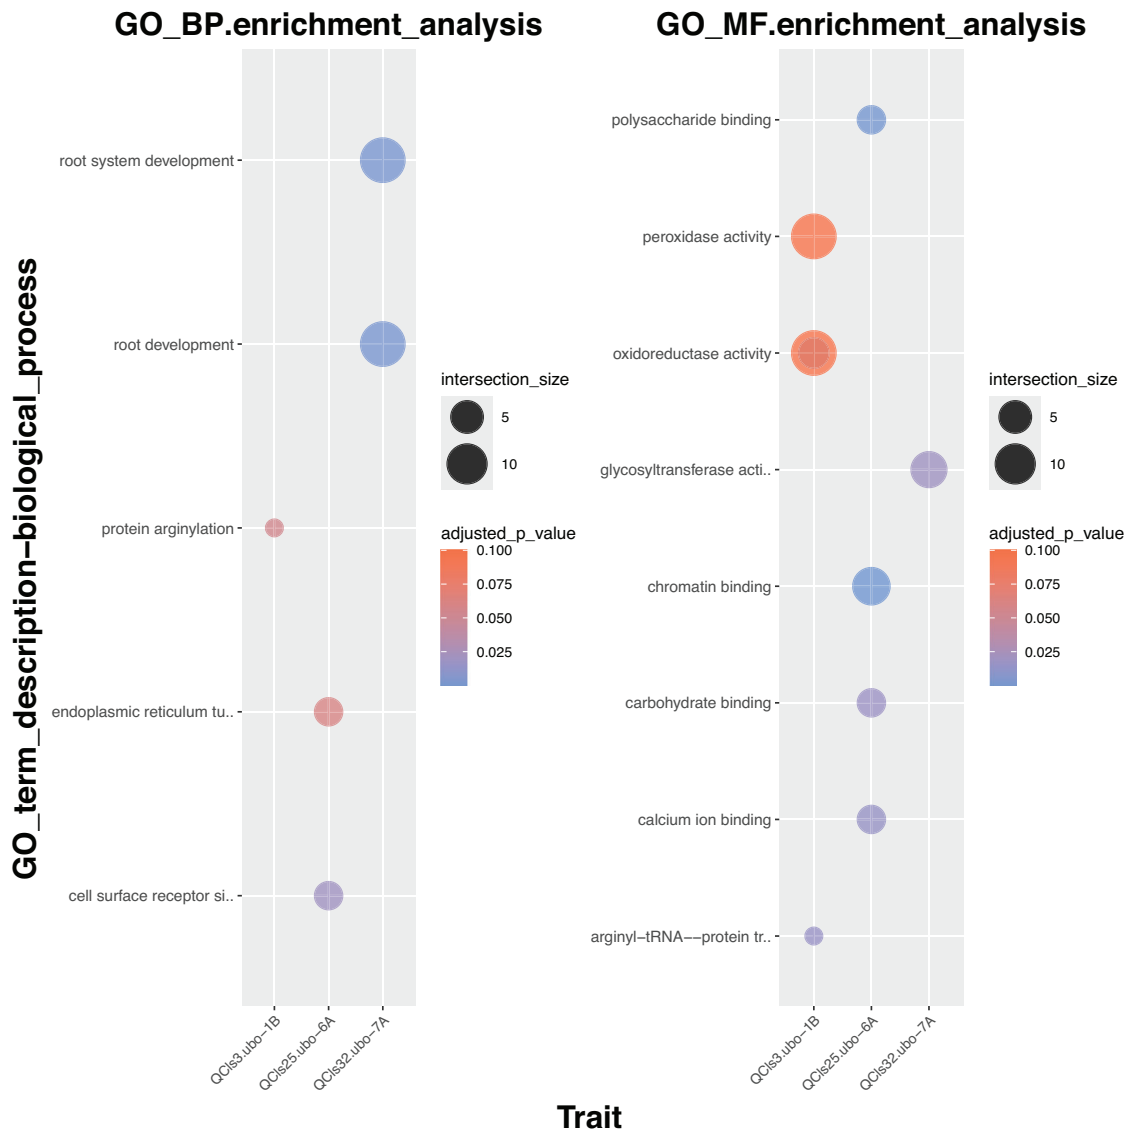 GO_BP.enrichment_analysis
GO_MF.enrichment_analysis
GO_term_description−biological_process
root system development
root development
protein arginylation
endoplasmic reticulum tu..
cell surface receptor si..
QCls3.ubo−1B
QCls25.ubo−6A
QCls32.ubo−7A
intersection_size
5
10
adjusted_p_value
0.100
0.075
0.050
0.025
polysaccharide binding
peroxidase activity
oxidoreductase activity
glycosyltransferase acti..
chromatin binding
carbohydrate binding
calcium ion binding
arginyl−tRNA−−protein tr..
QCls3.ubo−1B
QCls25.ubo−6A
QCls32.ubo−7A
intersection_size
5
10
adjusted_p_value
0.100
0.075
0.050
0.025
Trait